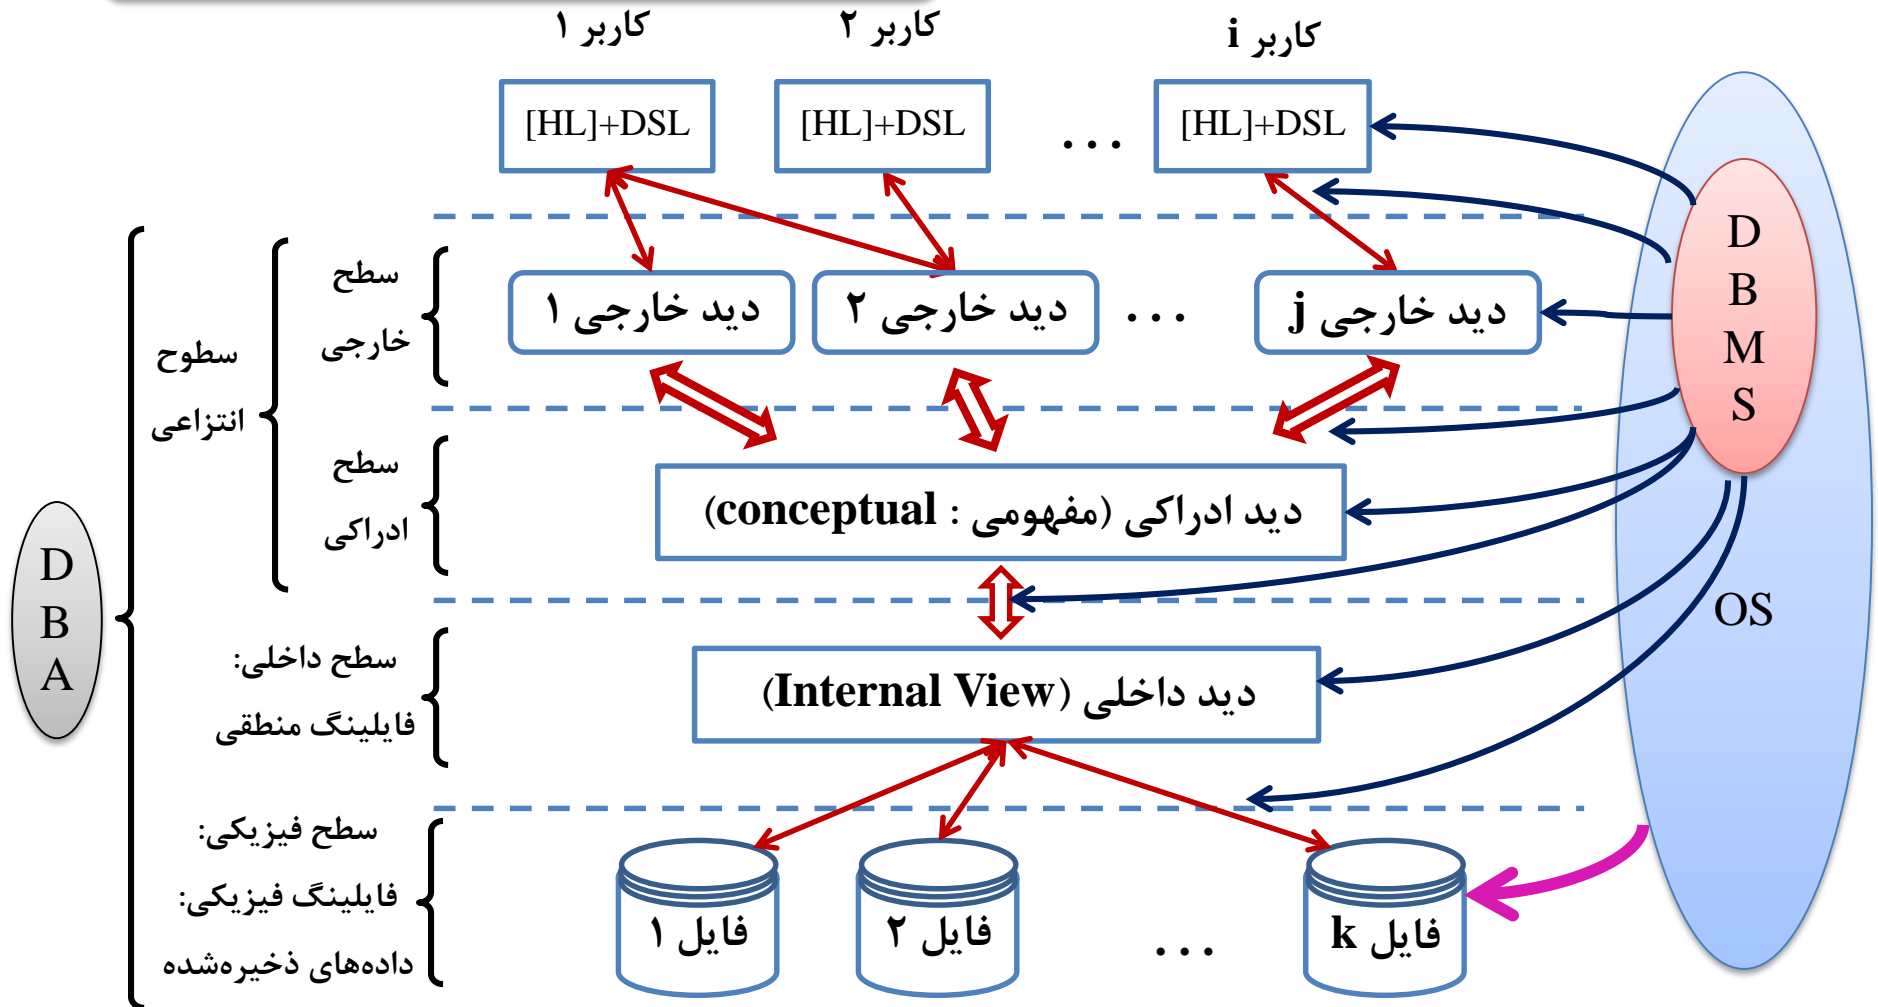 کاربر ۱
کاربر ۲
کاربر i
[HL]+DSL
[HL]+DSL
...
[HL]+DSL
سطح
خارجی
دید خارجی ۱
دید خارجی ۲
...
دید خارجی j
سطوح
انتزاعی
سطح
ادراکی
دید ادراکی (مفهومی : conceptual)
سطح داخلی:
فایلینگ منطقی
دید داخلی (Internal View)
سطح فیزیکی:
فایلینگ فیزیکی:
داده‌های ذخیره‌شده
فایل ۱
فایل ۲
...
فایل k
D
B
A
D
B
M
S
OS